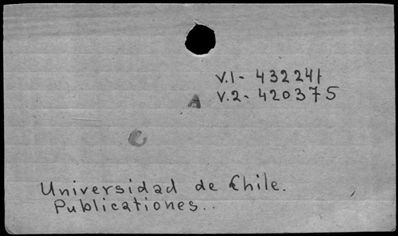 V.1- 432241
A V.2- 420375
C
Universidad de Chile.
Publicationes..